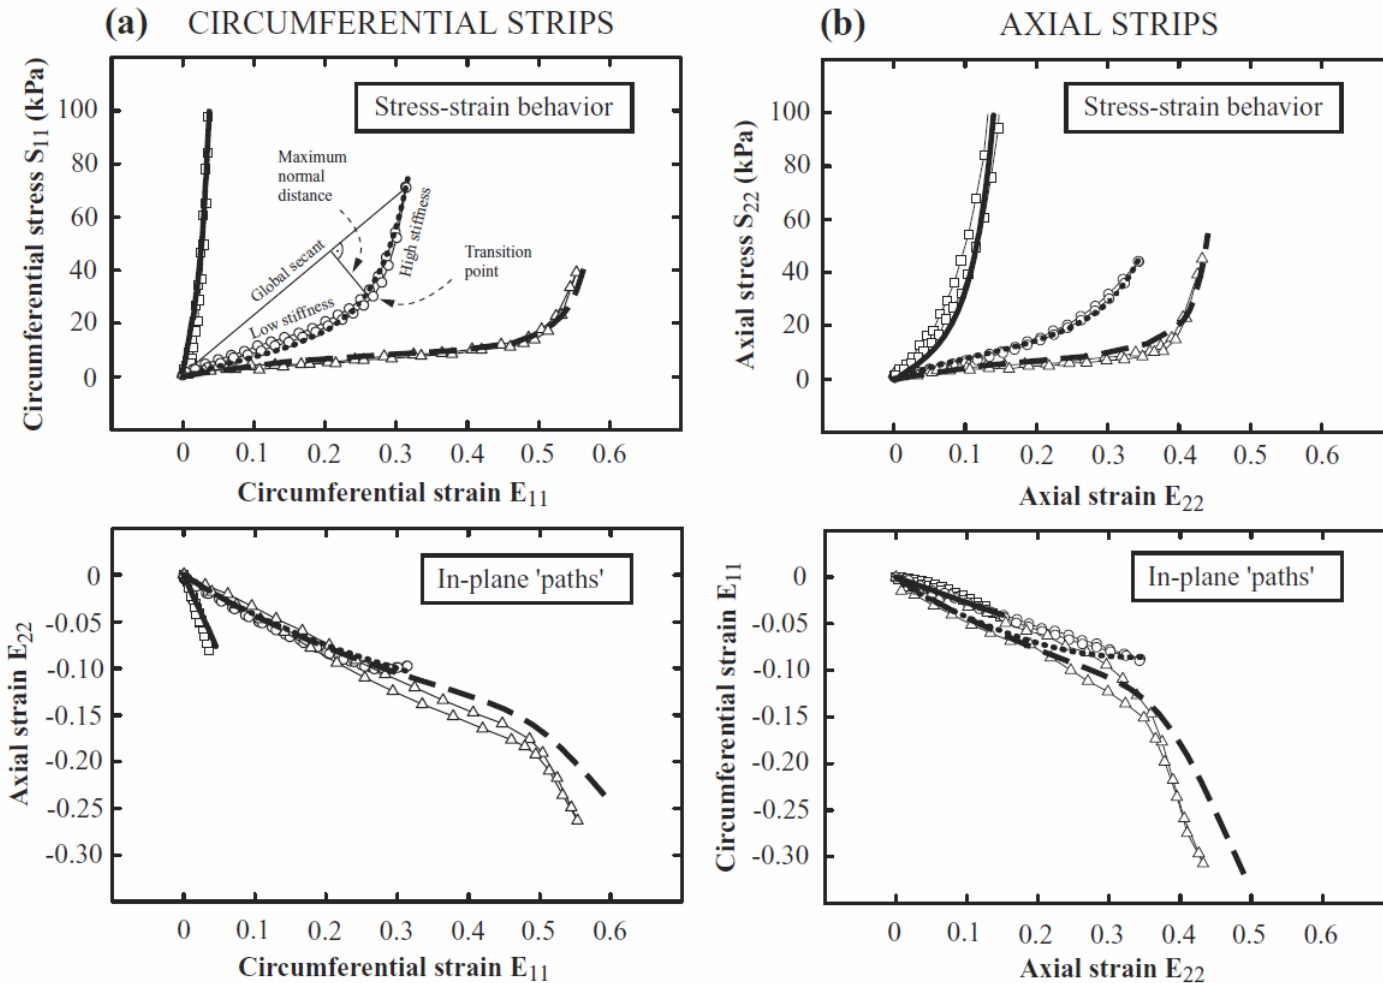 (a) CIRCUMFERENTIAL STRIPS
Circumferential stress S11 (kPa)
100
80
60
40
20
0
Stress-strain behavior
Maximum
normal
distance
Global secant
High stiffness
Transition
point
Low stiffness
0 0.1 0.2 0.3 0.4 0.5 0.6
Circumferential strain E11
(b) AXIAL STRIPS
Axial stress S22 (kPa)
100
80
60
40
20
0
Stress-strain behavior
0 0.1 0.2 0.3 0.4 0.5 0.6
Axial strain E22
Axial strain E22
0
-0.05
-0.10
-0.15
-0.20
-0.25
-0.30
In-plane 'paths'
0 0.1 0.2 0.3 0.4 0.5 0.6
Circumferential strain E11
Circumferential strain E11
0
-0.05
-0.10
-0.15
-0.20
-0.25
-0.30
In-plane 'paths'
0 0.1 0.2 0.3 0.4 0.5 0.6
Axial strain E22